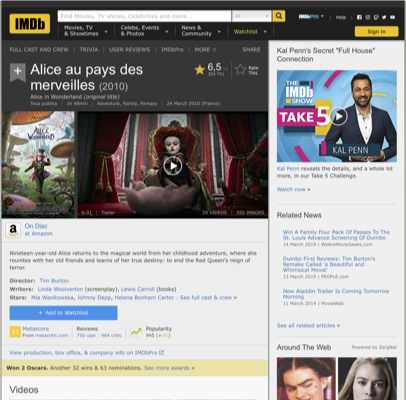 IMDb
Find Movies, TV shows, Celebrities and more... All
Movies, TV & Showtimes
Celebs, Events & Photos
News & Community
Watchlist
IMDbPro
Help
Sign in
FULL CAST AND CREW | TRIVIA | USER REVIEWS | IMDbPro | MORE
SHARE
Alice au pays des
merveilles (2010)
6,5
Rate This
Alice in Wonderland (original title)
Tous publics | 1h 48min | Adventure, Family, Fantasy | 24 March 2010 (France)
ALICE
WONDERLAND
0:31 | Trailer
20 VIDEOS | 355 IMAGES
On Disc
at Amazon
Nineteen-year-old Alice returns to the magical world from her childhood adventure, where she
reunites with her old friends and learns of her true destiny: to end the Red Queen's reign of
terror.
Director: Tim Burton
Writers: Linda Woolverton (screenplay), Lewis Carroll (books)
Stars: Mia Wasikowska, Johnny Depp, Helena Bonham Carter | See full cast & crew »
+ Add to Watchlist
53
Metascore
From metacritic.com
Reviews
756 user | 464 critic
Popularity
945
View production, box office, & company info on IMDbPro
Won 2 Oscars. Another 32 wins & 63 nominations. See more awards »
Videos
Kal Penn's Secret "Full House"
Connection
THE
IMDb
SHOW
TAKE 5
KAL PENN
Kal Penn reveals the details, and a whole lot
more, in our Take 5 Challenge.
Watch now »
Related News
Win A Family Four Pack Of Passes To The
St. Louis Advance Screening Of Dumbo
14 March 2019 | WeAreMovieGeeks.com
Dumbo First Reviews: Tim Burton's
Remake Called 'a Beautiful and
Whimsical Movie'
13 March 2019 | PEOPLE.com
New Aladdin Trailer Is Coming Tomorrow
Morning
11 March 2019 | MovieWeb
See all related articles »
Around The Web
Powered by ZergNet